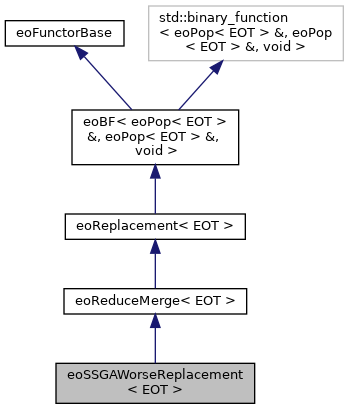 eoFunctorBase
std::binary_function
< eoPop< EOT > &, eoPop
< EOT > &, void >
eoBF< eoPop< EOT >
&, eoPop< EOT > &,
void >
eoReplacement< EOT >
eoReduceMerge< EOT >
eoSSGAWorseReplacement
< EOT >